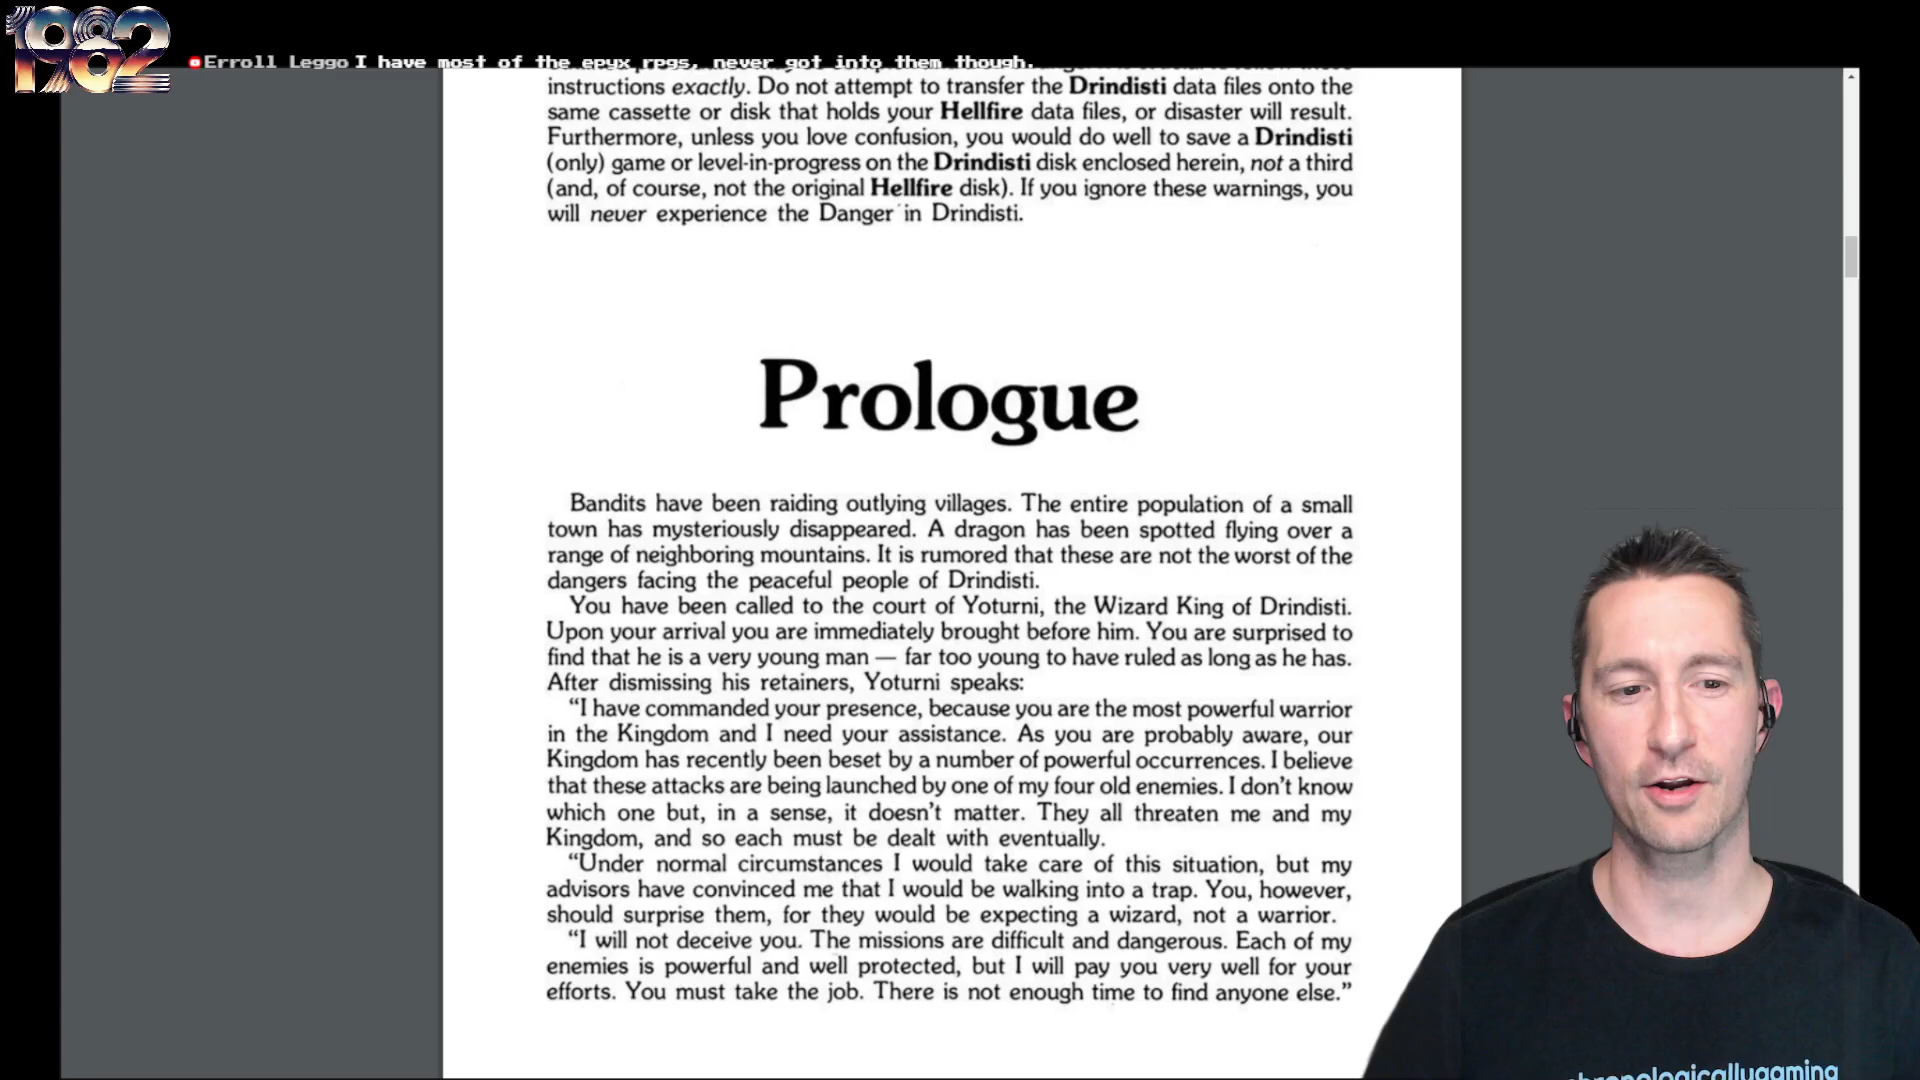 1982
Erroll Leggo I have most of the epyx rpgs, never got into them though.
instructions exactly. Do not attempt to transfer the Drindisti data files onto the
same cassette or disk that holds your Hellfire data files, or disaster will result.
Furthermore, unless you love confusion, you would do well to save a Drindisti
(only) game or level-in-progress on the Drindisti disk enclosed herein, not a third
(and, of course, not the original Hellfire disk). If you ignore these warnings, you
will never experience the Danger in Drindisti.
Prologue
Bandits have been raiding outlying villages. The entire population of a small
town has mysteriously disappeared. A dragon has been spotted flying over a
range of neighboring mountains. It is rumored that these are not the worst of the
dangers facing the peaceful people of Drindisti.
You have been called to the court of Yoturni, the Wizard King of Drindisti.
Upon your arrival you are immediately brought before him. You are surprised to
find that he is a very young man — far too young to have ruled as long as he has.
After dismissing his retainers, Yoturni speaks:
“I have commanded your presence, because you are the most powerful warrior
in the Kingdom and I need your assistance. As you are probably aware, our
Kingdom has recently been beset by a number of powerful occurrences. I believe
that these attacks are being launched by one of my four old enemies. I don’t know
which one but, in a sense, it doesn’t matter. They all threaten me and my
Kingdom, and so each must be dealt with eventually.
“Under normal circumstances I would take care of this situation, but my
advisors have convinced me that I would be walking into a trap. You, however,
should surprise them, for they would be expecting a wizard, not a warrior.
“I will not deceive you. The missions are difficult and dangerous. Each of my
enemies is powerful and well protected, but I will pay you very well for your
efforts. You must take the job. There is not enough time to find anyone else.”
chronologicallygaming